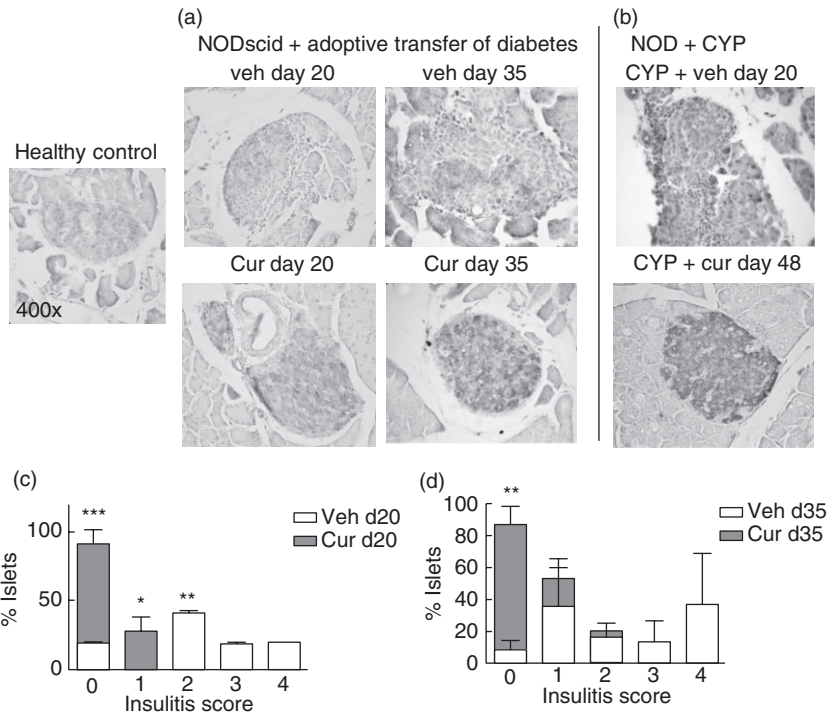 (a)
NODscid + adoptive transfer of diabetes
veh day 20
veh day 35
(b)
NOD + CYP
CYP + veh day 20
Healthy control
400x
Cur day 20
Cur day 35
CYP + cur day 48
(c)
***
*
**
100
50
0
% Islets
0 1 2 3 4
Insulitis score
Veh d20
Cur d20
(d)
**
100
80
60
40
20
0
% Islets
0 1 2 3 4
Insulitis score
Veh d35
Cur d35